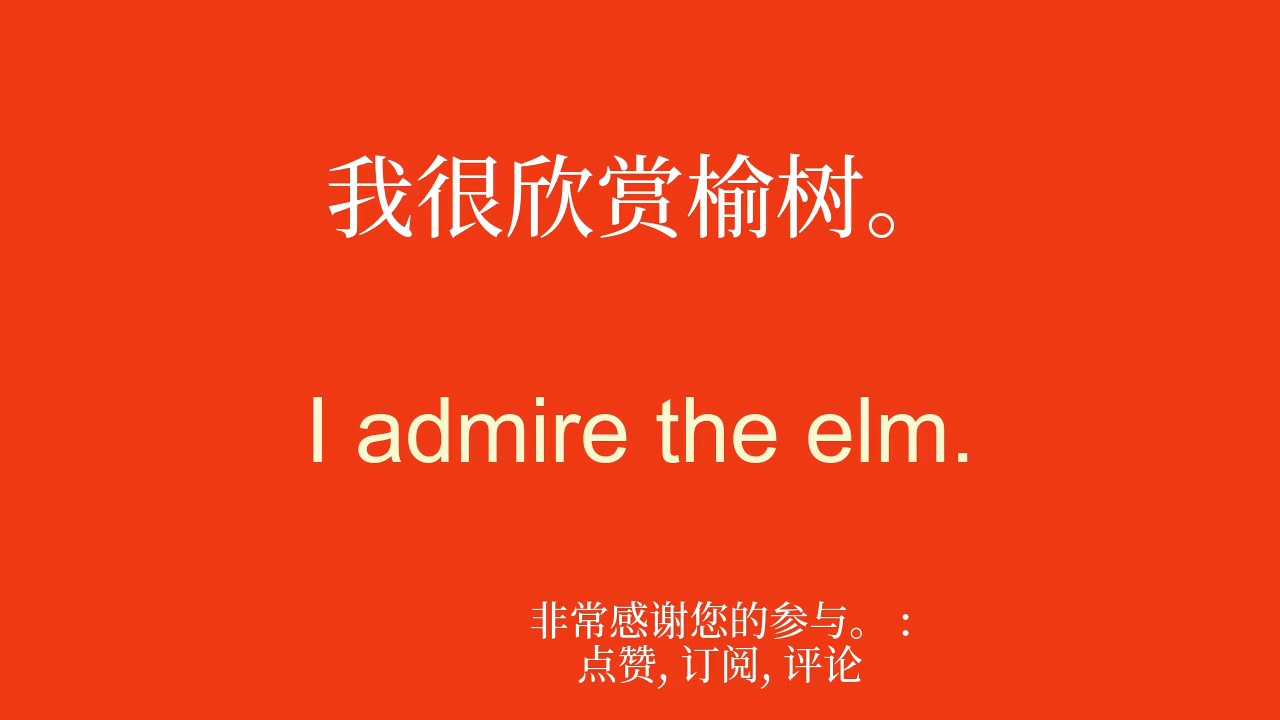 我很欣赏榆树。
I admire the elm.
非常感谢您的参与。 :
点赞, 订阅, 评论